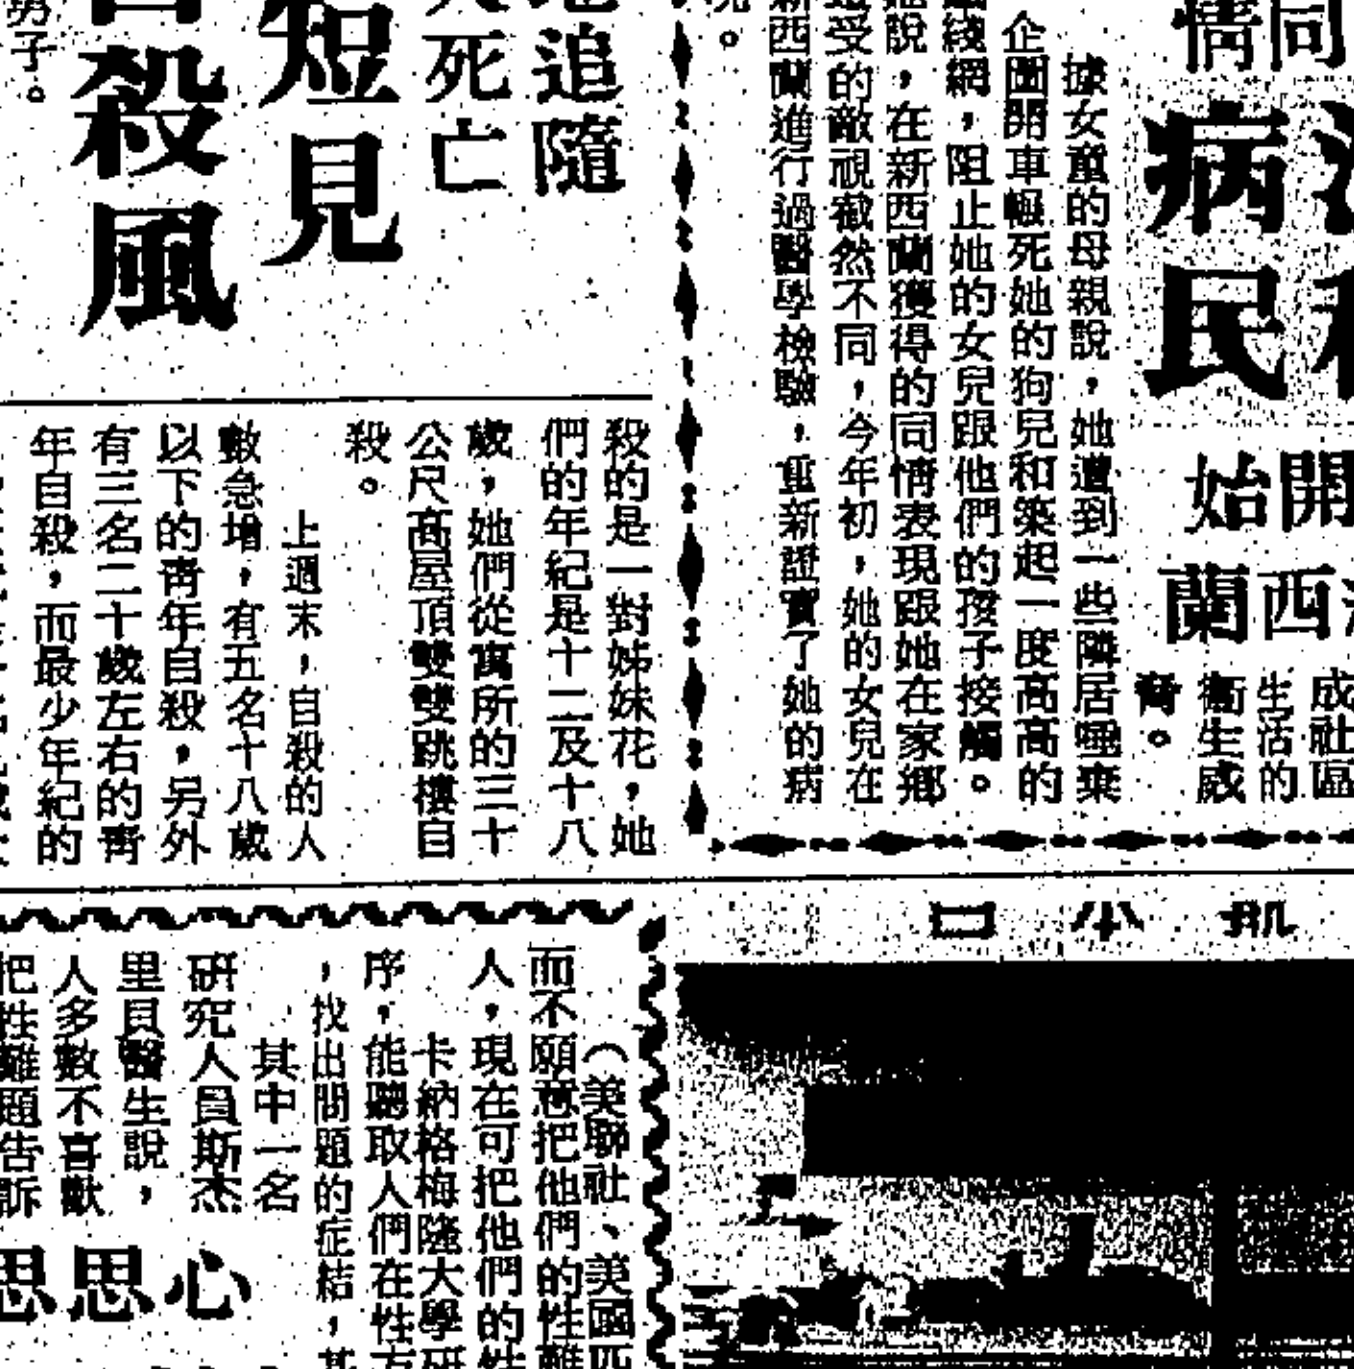 同情
病
民
開始
西蘭
成社區
生活的
衞生威
脅。
據女童的母親說，她遭到一些隣居唾棄
企圖開車輾死她的狗兒和築起一度高高的
綫網，阻止她的女兒跟他們的孩子接觸。
說，在新西蘭獲得的同情表現跟她在家鄉
受的敵視截然不同，今年初，她的女兒在
新西蘭進行過醫學檢驗，重新證實了她的病
。
追隨
死亡
短見
殺風
男子。
殺的是一對姊妹花，她
們的年紀是十二及十八
歲，她們從寓所的三十
公尺高屋頂雙雙跳樓自
殺。
上週末，自殺的人
數急增，有五名十八歲
以下的靑年自殺，另外
有三名二十歲左右的靑
年自殺，而最少年紀的
（美聯社、美國匹
而不願意把他們的性難
人，現在可把他們的性
卡納格梅隆大學研
序，能聽取人們在性方
，找出問題的症結，其
其中一名
研究人員斯杰
里貝醫生說，
人多數不喜歡
把性難題告訴
心思思